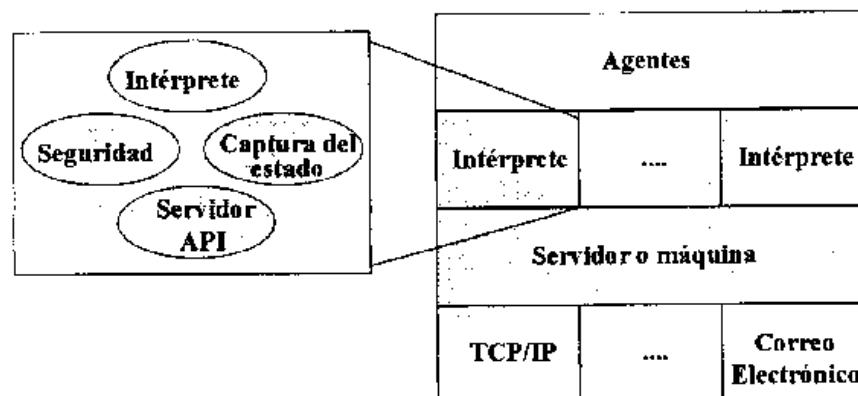 Intérprete
Seguridad
Captura del
estado
Servidor
API
Agentes
Intérprete
....
Intérprete
Servidor o máquina
TCP/IP
....
Correo
Electrónico